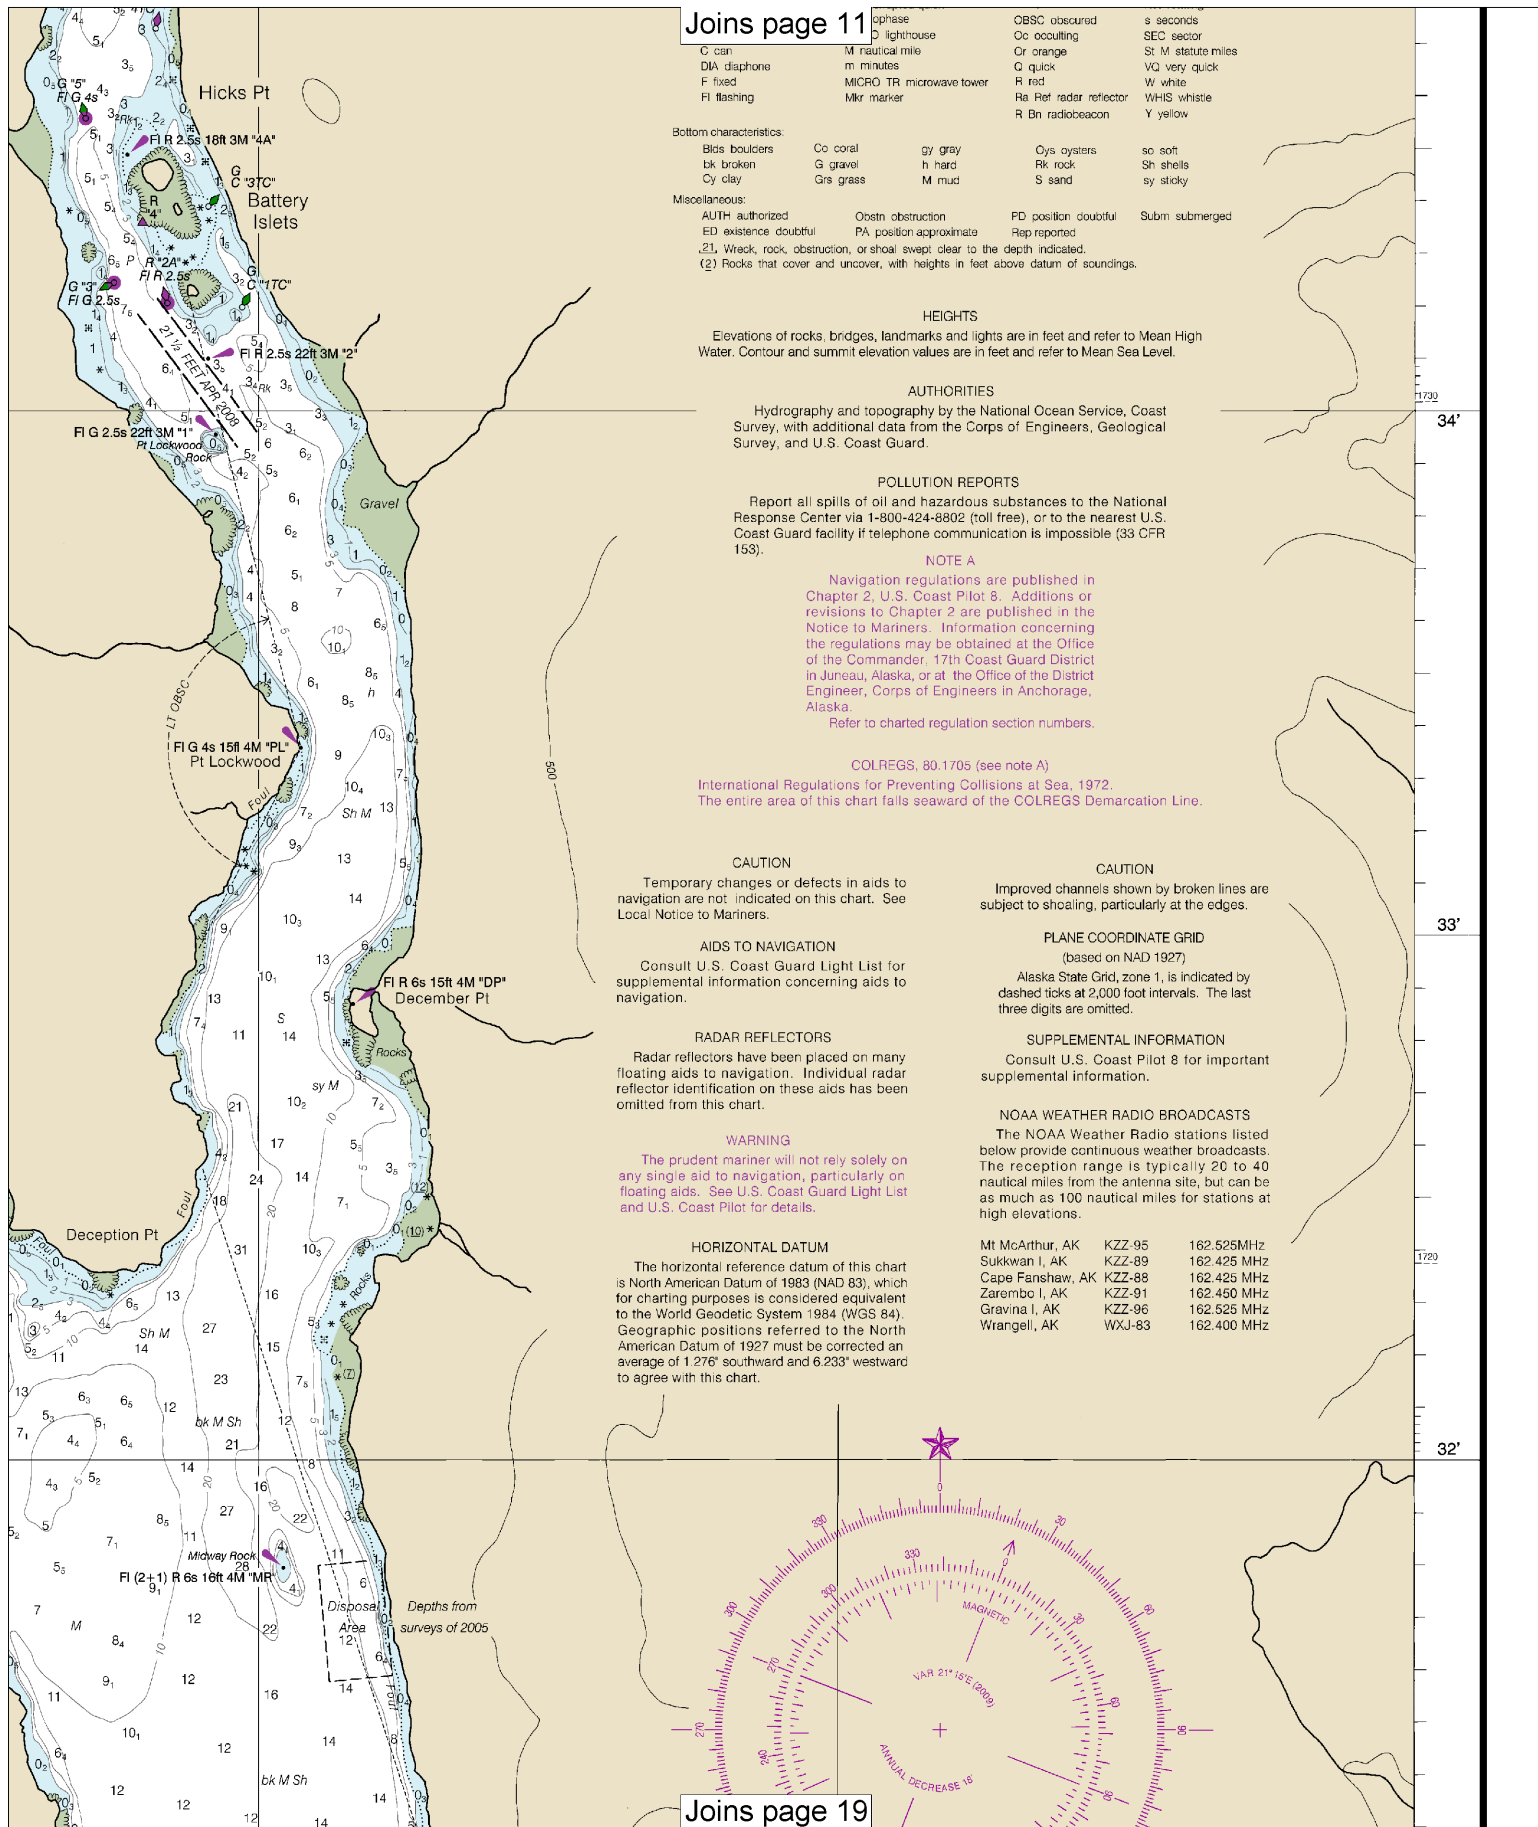 Joins page 11
ophase
OBSC obscured
s seconds
O lighthouse
Oc occulting
SEC sector
C can
M nautical mile
Or orange
St M statute miles
DIA diaphone
m minutes
Q quick
VQ very quick
F fixed
MICRO TR microwave tower
R red
W white
Fl flashing
Mkr marker
Ra Ref radar reflector
WHIS whistle
R Bn radiobeacon
Y yellow
Bottom characteristics:
Blds boulders
Co coral
gy gray
Oys oysters
so soft
bk broken
G gravel
h hard
Rk rock
Sh shells
Cy clay
Grs grass
M mud
S sand
sy sticky
Miscellaneous:
AUTH authorized
Obstn obstruction
PD position doubtful
Subm submerged
ED existence doubtful
PA position approximate
Rep reported
21, Wreck, rock, obstruction, or shoal swept clear to the depth indicated.
(2) Rocks that cover and uover, with heights in feet above datum of soundings.
HEIGHTS
Elevations of rocks, bridges, landmarks and lights are in feet and refer to Mean High
Water. Contour and summit elevation values are in feet and refer to Mean Sea Level.
AUTHORITIES
Hydrography and topography by the National Ocean Service, Coast
Survey, with additional data from the Corps of Engineers, Geological
Survey, and U.S. Coast Guard.
POLLUTION REPORTS
Report all spills of oil and hazardous substances to the National
Response Center via 1-800-424-8802 (toll free), or to the nearest U.S.
Coast Guard facility if telephone communication is impossible (33 CFR
153).
NOTE A
Navigation regulations are published in
Chapter 2, U.S. Coast Pilot 8. Additions or
revisions to Chapter 2 are published in the
Notice to Mariners. Information concerning
the regulations may be obtained at the Office
of the Commander, 17th Coast Guard District
in Juneau, Alaska, or at the Office of the District
Engineer, Corps of Engineers in Anchorage,
Alaska.
Refer to charted regulation section numbers.
COLREGS, 80.1705 (see note A)
International Regulations for Preventing Collisions at Sea, 1972.
The entire area of this chart falls seaward of the COLREGS Demarcation Line.
CAUTION
Temporary changes or defects in aids to
navigation are not indicated on this chart. See
Local Notice to Mariners.
AIDS TO NAVIGATION
Consult U.S. Coast Guard Light List for
supplemental information concerning aids to
navigation.
RADAR REFLECTORS
Radar reflectors have been placed on many
floating aids to navigation. Individual radar
reflector identification on these aids has been
omitted from this chart.
WARNING
The prudent mariner will not rely solely on
any single aid to navigation, particularly on
floating aids. See U.S. Coast Guard Light List
and U.S. Coast Pilot for details.
HORIZONTAL DATUM
The horizontal reference datum of this chart
is North American Datum of 1983 (NAD 83), which
for charting purposes is considered equivalent
to the World Geodetic System 1984 (WGS 84).
Geographic positions referred to the North
American Datum of 1927 must be corrected an
average of 1.276" southward and 6.233" westward
to agree with this chart.
CAUTION
Improved channels shown by broken lines are
subject to shoaling, particularly at the edges.
PLANE COORDINATE GRID
(based on NAD 1927)
Alaska State Grid, zone 1, is indicated by
dashed ticks at 2,000 foot intervals. The last
three digits are omitted.
SUPPLEMENTAL INFORMATION
Consult U.S. Coast Pilot 8 for important
supplemental information.
NOAA WEATHER RADIO BROADCASTS
The NOAA Weather Radio stations listed
below provide continuous weather broadcasts.
The reception range is typically 20 to 40
nautical miles from the antenna site, but can be
as much as 100 nautical miles for stations at
high elevations.
Mt McArthur, AK KZZ-95 162.525MHz
Sukkwan I, AK KZZ-89 162.425 MHz
Cape Fanshaw, AK KZZ-88 162.425 MHz
Zarembo I, AK KZZ-91 162.450 MHz
Gravina I, AK KZZ-96 162.525 MHz
Wrangell, AK WXJ-83 162.400 MHz
Hicks Pt
G "5"
Fl G 4s
Fl R 2.5s 18ft 3M "4A"
G
C "3TC"
Battery
Islets
R
"4"
R "2A"
Fl R 2.5s
G "3"
Fl G 2.5s
G
C "1TC"
21 ½ FEET APR 2008
Fl R 2.5s 22ft 3M "2"
Fl G 2.5s 22ft 3M "1"
Pt Lockwood
Rock
Gravel
LT OBSC
Fl G 4s 15ft 4M "PL"
Pt Lockwood
Foul
Sh M
500
Fl R 6s 15ft 4M "DP"
December Pt
Rocks
sy M
Foul
Deception Pt
Foul
Rocks
Sh M
bk M Sh
Midway Rock
Fl (2+1) R 6s 16ft 4M "MR"
Disposal
Area
Depths from
surveys of 2005
Foul
bk M Sh
1730
34'
33'
1720
32'
0
30
60
90
330
300
270
MAGNETIC
VAR 21°15'E (2009)
ANNUAL DECREASE 18'
Joins page 19